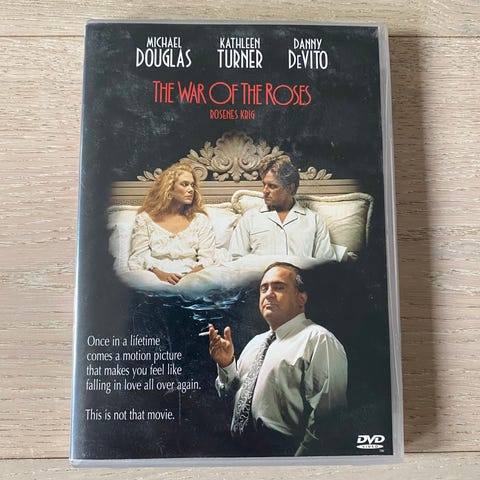 MICHAEL DOUGLAS
KATHLEEN TURNER
DANNY DeVITO
THE WAR OF THE ROSES
ROSENES KRIG
Once in a lifetime
comes a motion picture
that makes you feel like
falling in love all over again.
This is not that movie.
DVD
VIDEO